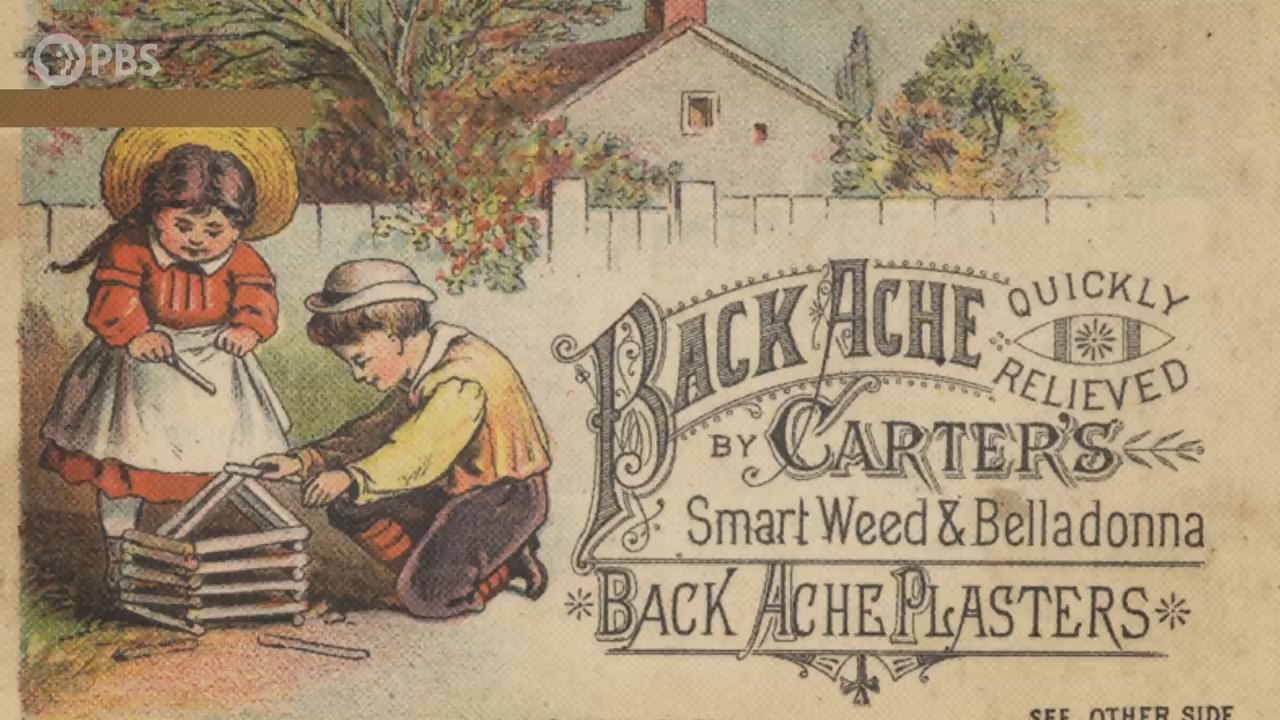 PBS
BACK ACHE QUICKLY
RELIEVED
BY CARTER'S
Smart Weed & Belladonna
BACK ACHE PLASTERS
SEE OTHER SIDE